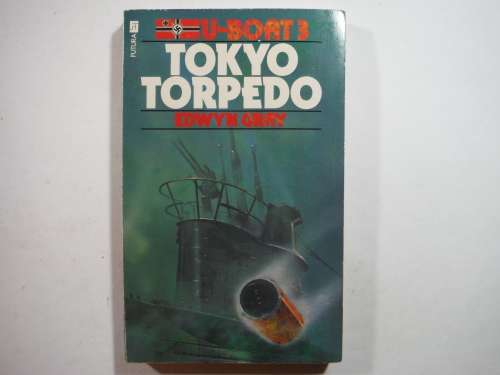 U-BOAT 3
FUTURA
TOKYO
TORPEDO
EDWYN GRAY